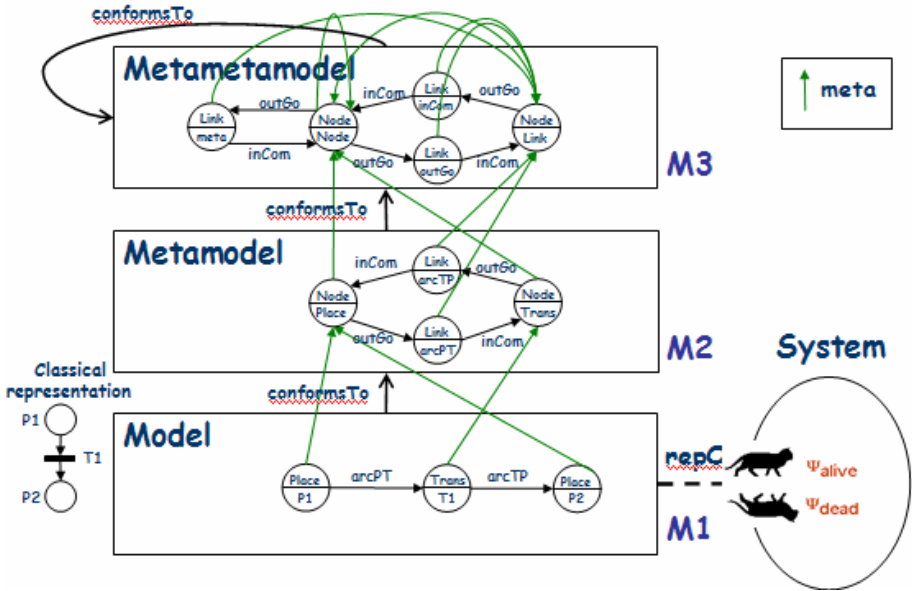 conformsTo
Metametamodel
Link
inCom
inCom
outGo
outGo
Link
meta
Node
Node
Node
Link
inCom
outGo
Link
outGo
inCom
M3
meta
conformsTo
Metamodel
Link
arcTP
inCom
outGo
Node
Place
Node
Trans
outGo
Link
arcPT
inCom
M2
System
Classical
representation
P1
T1
P2
conformsTo
Model
Place
P1
arcPT
Trans
T1
arcTP
Place
P2
M1
repO
Ψalive
Ψdead